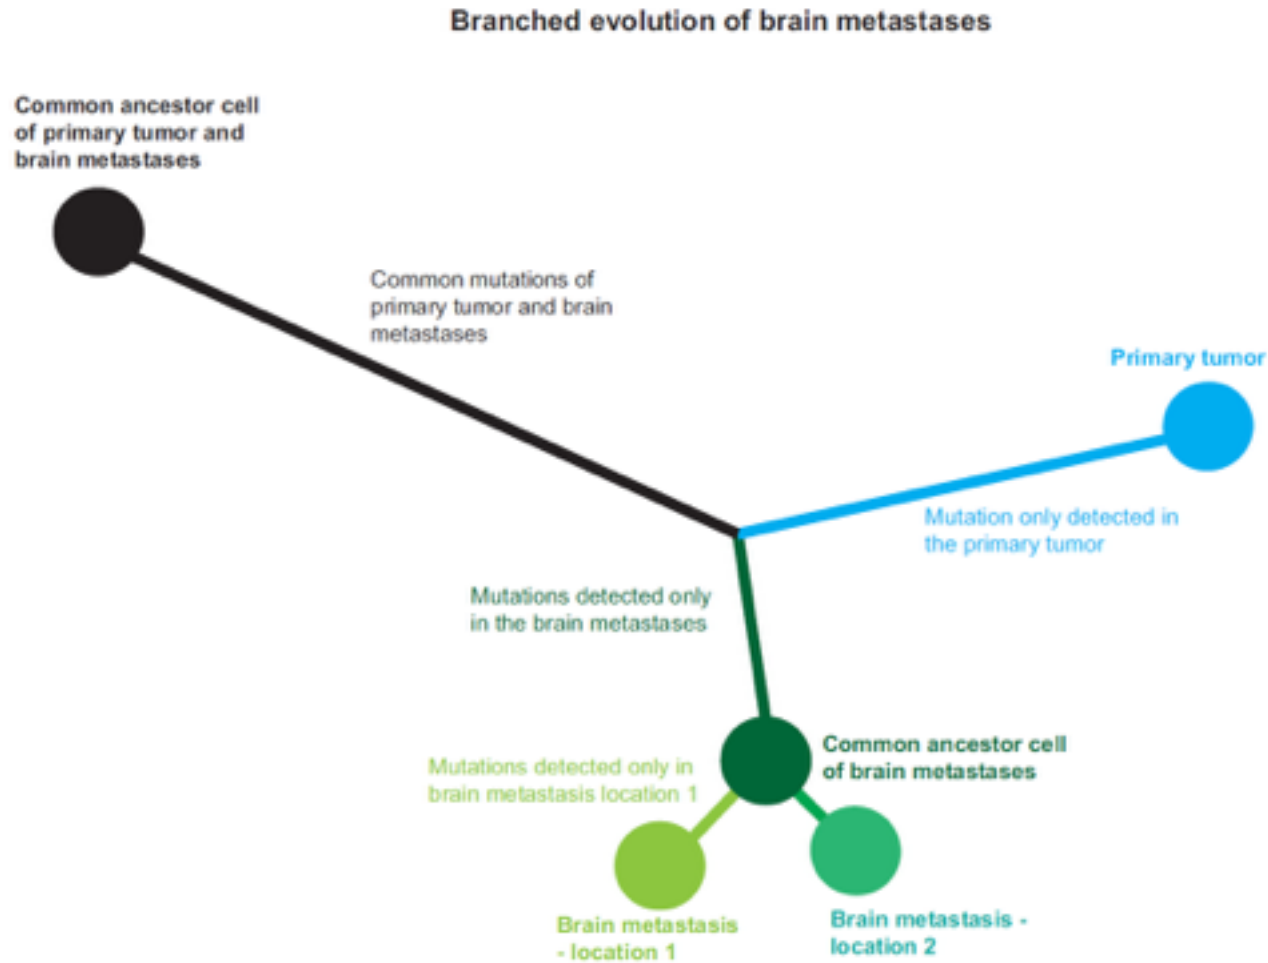 Branched evolution of brain metastases
Common ancestor cell
of primary tumor and
brain metastases
Common mutations of
primary tumor and brain
metastases
Primary tumor
Mutation only detected in
the primary tumor
Mutations detected only
in the brain metastases
Common ancestor cell
of brain metastases
Mutations detected only in
brain metastasis location 1
Brain metastasis
- location 1
Brain metastasis -
location 2